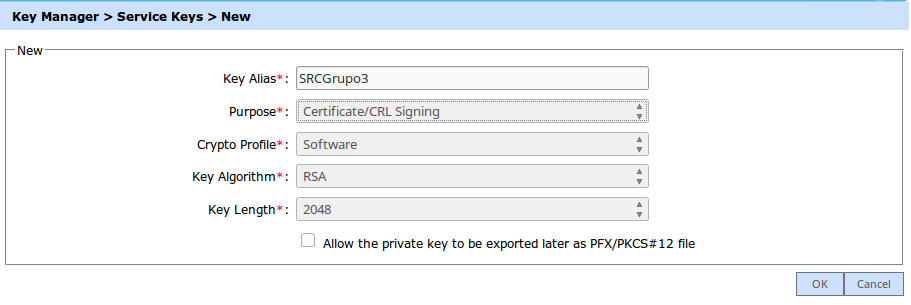 Key Manager > Service Keys > New
New
Key Alias*: SRCGrupo3
Purpose*: Certificate/CRL Signing
Crypto Profile*: Software
Key Algorithm*: RSA
Key Length*: 2048
Allow the private key to be exported later as PFX/PKCS#12 file
OK Cancel